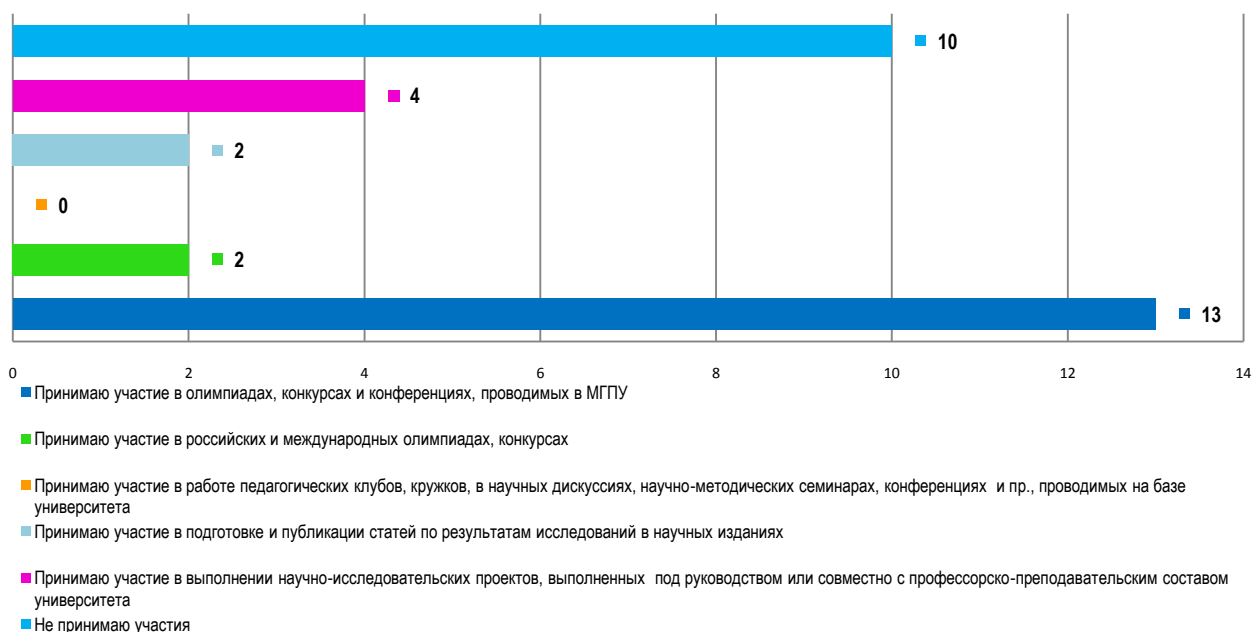 10
4
2
0
2
13
0 2 4 6 8 10 12 14
Принимаю участие в олимпиадах, конкурсах и конференциях, проводимых в МГПУ
Принимаю участие в российских и международных олимпиадах, конкурсах
Принимаю участие в работе педагогических клубов, кружков, в научных дискуссиях, научно-методических семинарах, конференциях и пр., проводимых на базе
университета
Принимаю участие в подготовке и публикации статей по результатам исследований в научных изданиях
Принимаю участие в выполнении научно-исследовательских проектов, выполненных под руководством или совместно с профессорско-преподавательским составом
университета
Не принимаю участия